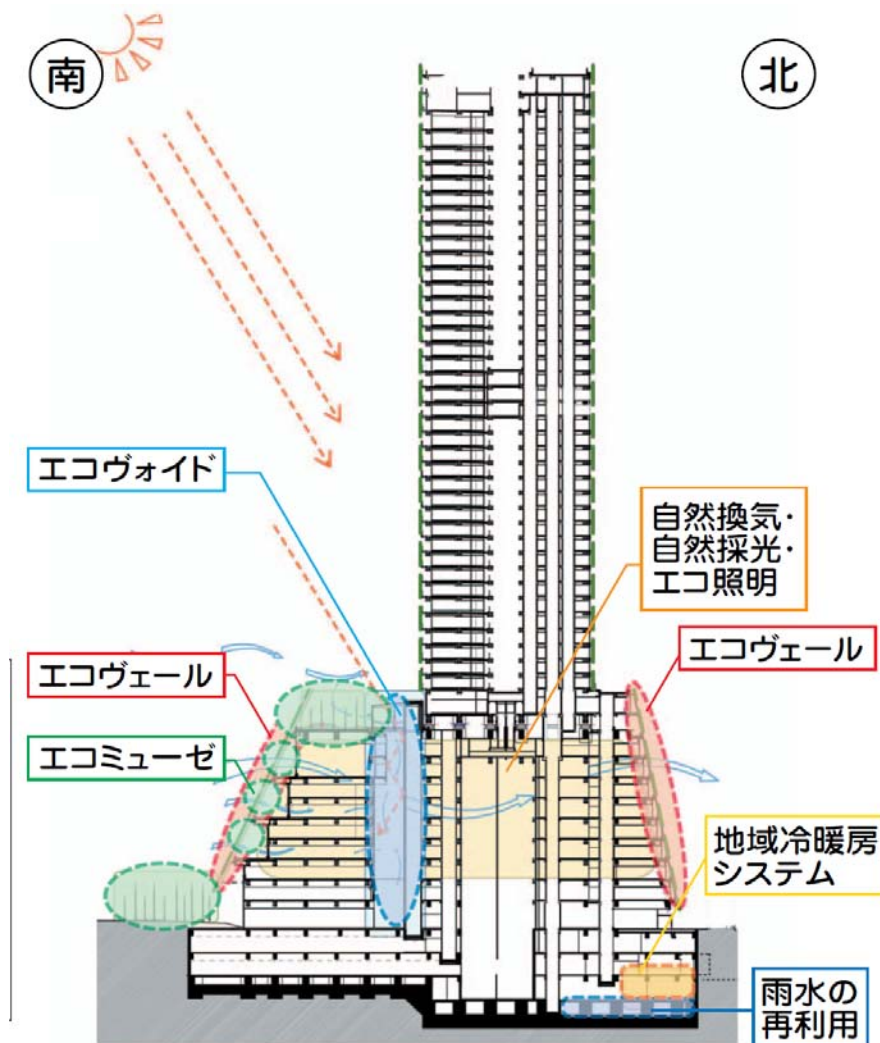 南
北
エコヴォイド
自然換気・
自然採光・
エコ照明
エコヴェール
エコヴェール
エコミューゼ
地域冷暖房
システム
雨水の
再利用